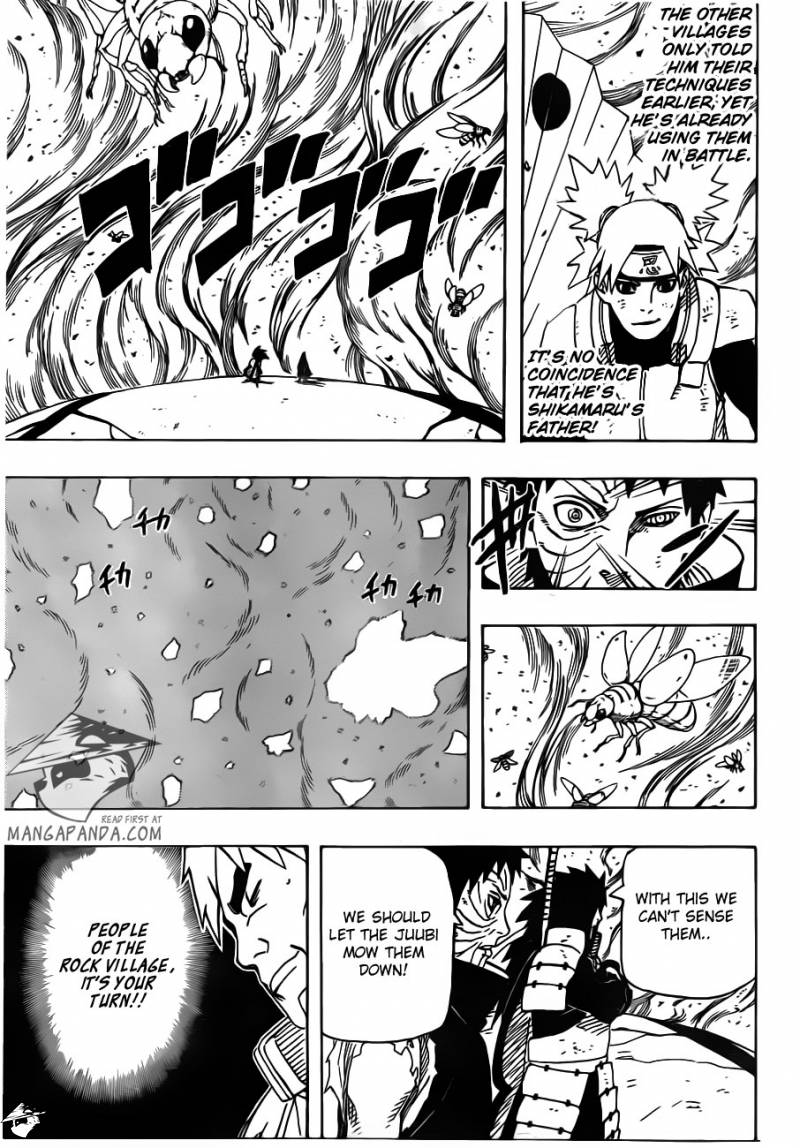 THE OTHER
VILLAGES
ONLY TOLD
HIM THEIR
TECHNIQUES
EARLIER, YET
HE'S ALREADY
USING THEM
IN BATTLE.
忍
IT'S NO
COINCIDENCE
THAT HE'S
SHIKAMARU'S
FATHER!
ゴゴゴゴ
チカ
チカ
チカ
チカ
READ FIRST AT
MANGAPANDA.COM
WITH THIS WE
CAN'T SENSE
THEM..
WE SHOULD
LET THE JUUBI
MOW THEM
DOWN!
PEOPLE
OF THE
ROCK VILLAGE,
IT'S YOUR
TURN!!